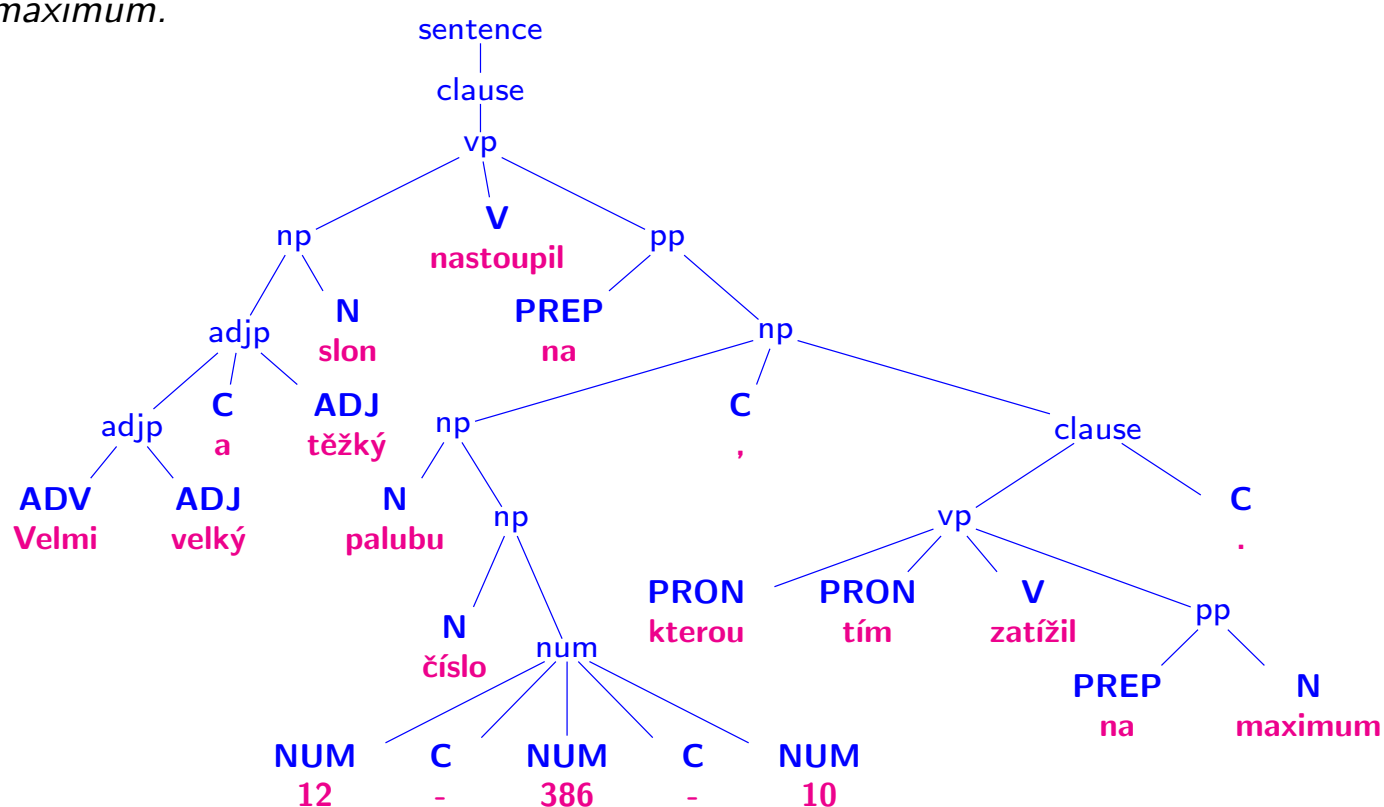 maximum.
sentence
clause
vp
np V pp
nastoupil
adjp N PREP np
slon na
adjp C ADJ np C clause
a těžký ,
ADV ADJ N np vp C
Velmi velký palubu .
N num PRON PRON V pp
číslo kterou tím zatížil
PREP N
na maximum
NUM C NUM C NUM
12 - 386 - 10